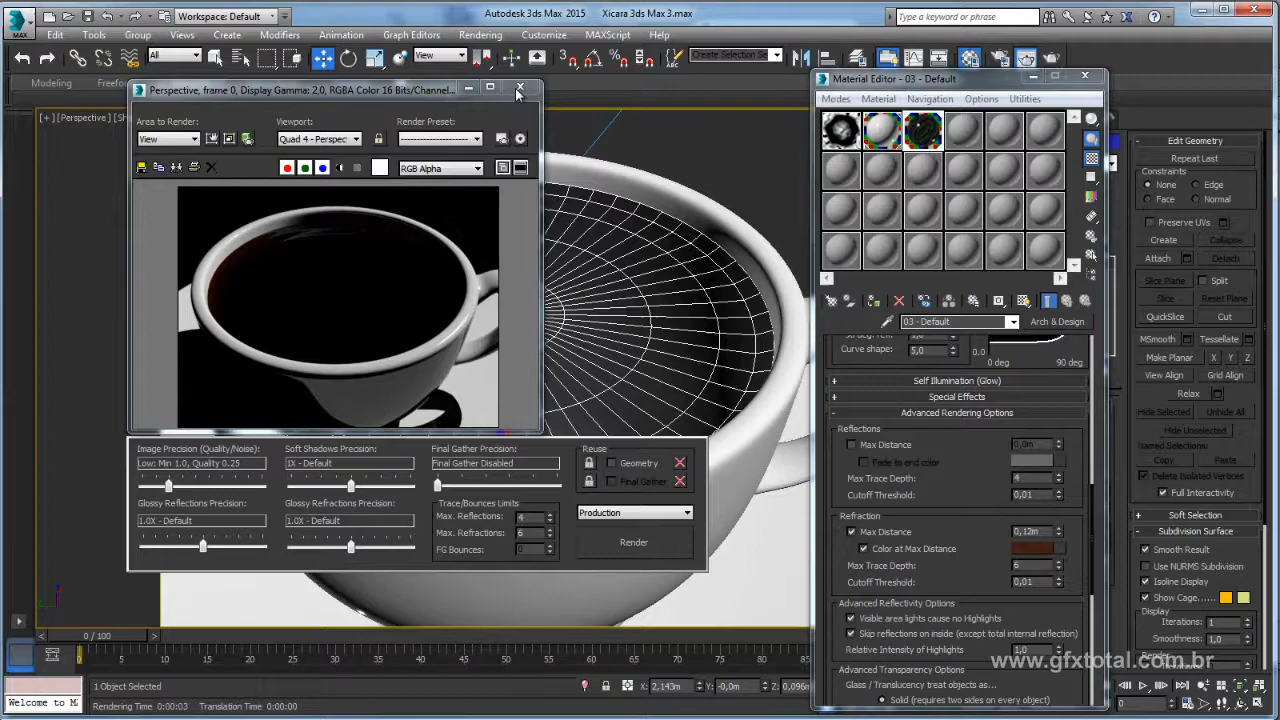 Workspace: Default
Autodesk 3ds Max 2015 Xicara 3ds Max 3.max
Type a keyword or phrase
MAX
Edit Tools Group Views Create Modifiers Animation Graph Editors Rendering Customize MAXScript Help
All
View
Create Selection Se
Modeling Freefor
[+] [Perspective] [Sh
Perspective, frame 0, Display Gamma: 2,0, RGBA Color 16 Bits/Channel...
Area to Render: Viewport: Render Preset:
View Quad 4 - Perspec --------------------
RGB Alpha
Image Precision (Quality/Noise): Soft Shadows Precision: Final Gather Precision: Reuse
Low: Min 1.0, Quality 0.25 1X - Default Final Gather Disabled Geometry
Final Gather
Glossy Reflections Precision: Glossy Refractions Precision: Trace/Bounces Limits
1.0X - Default 1.0X - Default Max. Reflections: 4 Production
Max. Refractions: 6
FG Bounces: 0 Render
Material Editor - 03 - Default
Modes Material Navigation Options Utilities
03 - Default Arch & Design
Curve shape: 5,0 0.0 0 deg 90 deg
+ Self Illumination (Glow)
+ Special Effects
- Advanced Rendering Options
Reflections
Max Distance 0,0m
Fade to end color
Max Trace Depth: 4
Cutoff Threshold: 0,01
Refraction
Max Distance 0,12m
Color at Max Distance
Max Trace Depth: 6
Cutoff Threshold: 0,01
Advanced Reflectivity Options
Visible area lights cause no Highlights
Skip reflections on inside (except total internal reflection)
Relative Intensity of Highlights 1,0
Advanced Transparency Options
Glass / Translucency treat objects as...
Solid (requires two sides on every object)
- Edit Geometry
Repeat Last
Constraints
None Edge
Face Normal
Preserve UVs
Create Collapse
Attach Detach
Slice Plane Split
Slice Reset Plane
QuickSlice Cut
MSmooth Tessellate
Make Planar X Y Z
View Align Grid Align
Relax
Hide Selected Unhide All
Hide Unselected
Named Selections:
Copy Paste
Delete Isolated Vertices
Full Interactivity
+ Soft Selection
- Subdivision Surface
Smooth Result
Use NURMS Subdivision
Isoline Display
Show Cage......
Display
Iterations: 1
Smoothness: 1,0
Render
www.gfxtotal.com.br
0 / 100
0 5 10 15 20 25 30 35 40 45 50 55 60 65 70 75 80 85
1 Object Selected X: 2,143m Y: -0,0m Z: 0,096m
Welcome to M Rendering Time 0:00:00 Translation Time 0:00:00
0